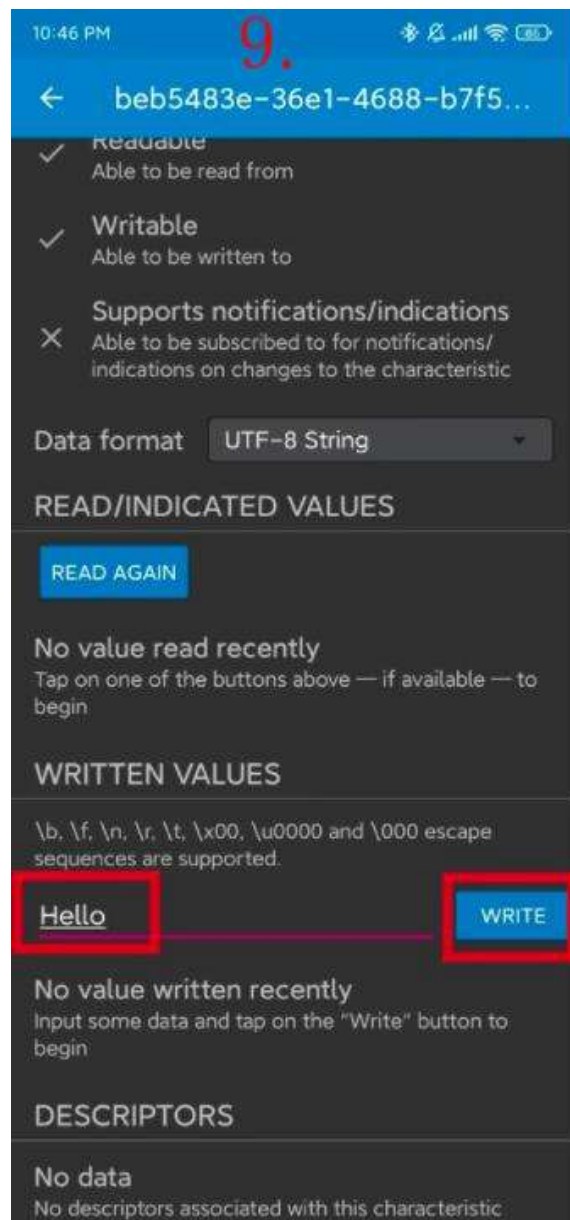 10:46 PM
9.
beb5483e-36e1-4688-b7f5...
Readable
Able to be read from
Writable
Able to be written to
Supports notifications/indications
Able to be subscribed to for notifications/
indications on changes to the characteristic
Data format UTF-8 String
READ/INDICATED VALUES
READ AGAIN
No value read recently
Tap on one of the buttons above — if available — to
begin
WRITTEN VALUES
\b, \f, \n, \r, \t, \x00, \u0000 and \000 escape
sequences are supported.
Hello WRITE
No value written recently
Input some data and tap on the "Write" button to
begin
DESCRIPTORS
No data
No descriptors associated with this characteristic